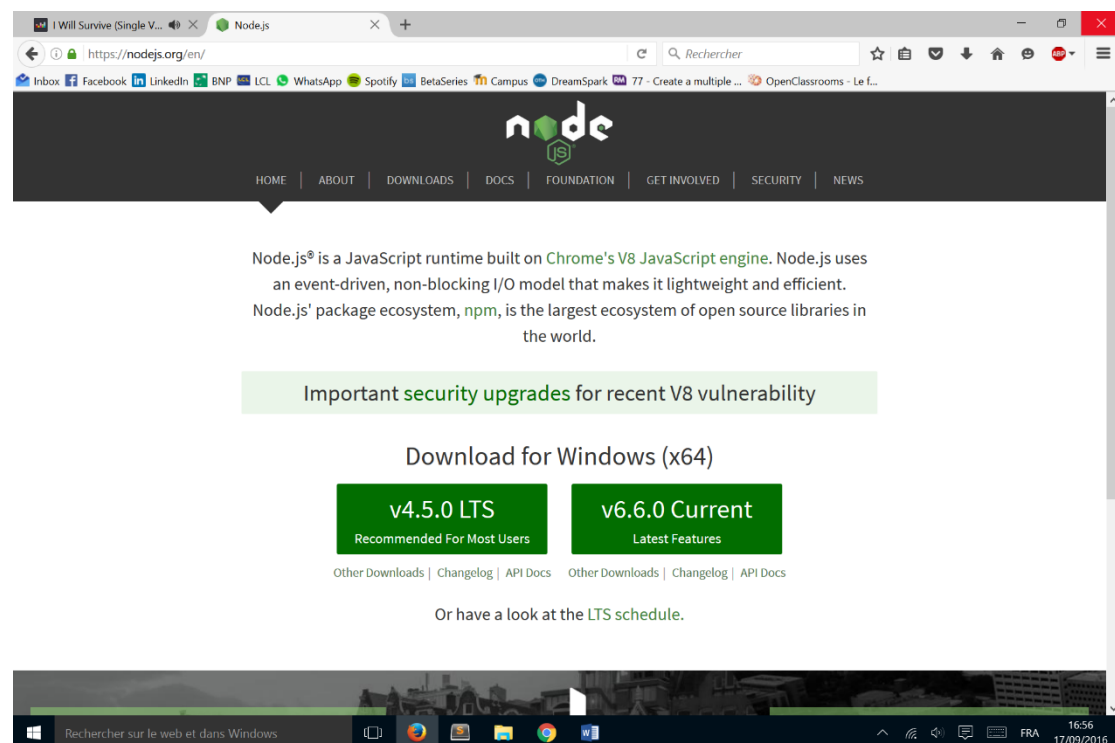 I Will Survive (Single V...
Node.js
https://nodejs.org/en/
Rechercher
ABP
Inbox Facebook LinkedIn BNP LCL WhatsApp Spotify BetaSeries Campus DreamSpark 77 - Create a multiple ... OpenClassrooms - Le f...
node
JS
HOME | ABOUT | DOWNLOADS | DOCS | FOUNDATION | GET INVOLVED | SECURITY | NEWS
Node.js® is a JavaScript runtime built on Chrome's V8 JavaScript engine. Node.js uses
an event-driven, non-blocking I/O model that makes it lightweight and efficient.
Node.js' package ecosystem, npm, is the largest ecosystem of open source libraries in
the world.
Important security upgrades for recent V8 vulnerability
Download for Windows (x64)
v4.5.0 LTS
Recommended For Most Users
v6.6.0 Current
Latest Features
Other Downloads | Changelog | API Docs
Other Downloads | Changelog | API Docs
Or have a look at the LTS schedule.
Rechercher sur le web et dans Windows
FRA
16:56
17/09/2016